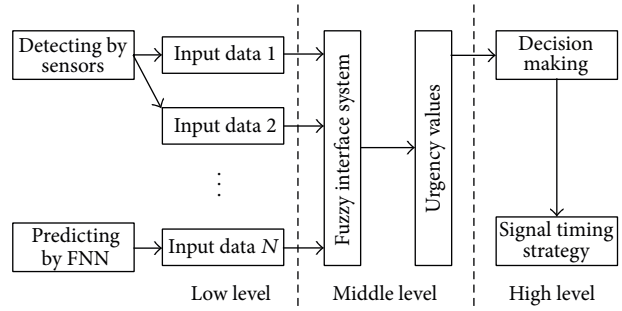 Detecting by
sensors
Input data 1
Input data 2
⋮
Predicting
by FNN
Input data N
Low level
Fuzzy interface system
Urgency values
Middle level
Decision
making
Signal timing
strategy
High level